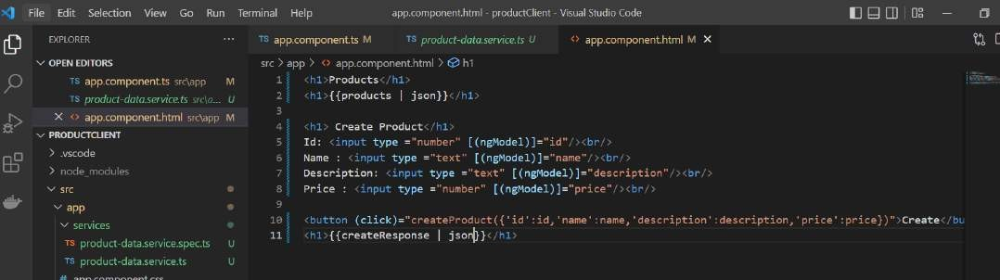 File Edit Selection View Go Run Terminal Help
app.component.html - productClient - Visual Studio Code
EXPLORER
OPEN EDITORS
TS app.component.ts src\app M
TS product-data.service.ts src\a... U
<> app.component.html src\app M
PRODUCTCLIENT
.vscode
node_modules
src
app
services
TS product-data.service.spec.ts U
TS product-data.service.ts U
# app.component.css
TS app.component.ts M
TS product-data.service.ts U
<> app.component.html M
src > app > <> app.component.html > h1
1 <h1>Products</h1>
2 <h1>{{products | json}}</h1>
3
4 <h1> Create Product</h1>
5 Id: <input type ="number" [(ngModel)]="id"/><br/>
6 Name : <input type ="text" [(ngModel)]="name"/><br/>
7 Description: <input type ="text" [(ngModel)]="description"/><br/>
8 Price : <input type ="number" [(ngModel)]="price"/><br/>
9
10 <button (click)="createProduct({'id':id,'name':name,'description':description,'price':price})">Create</bu
11 <h1>{{createResponse | json}}</h1>